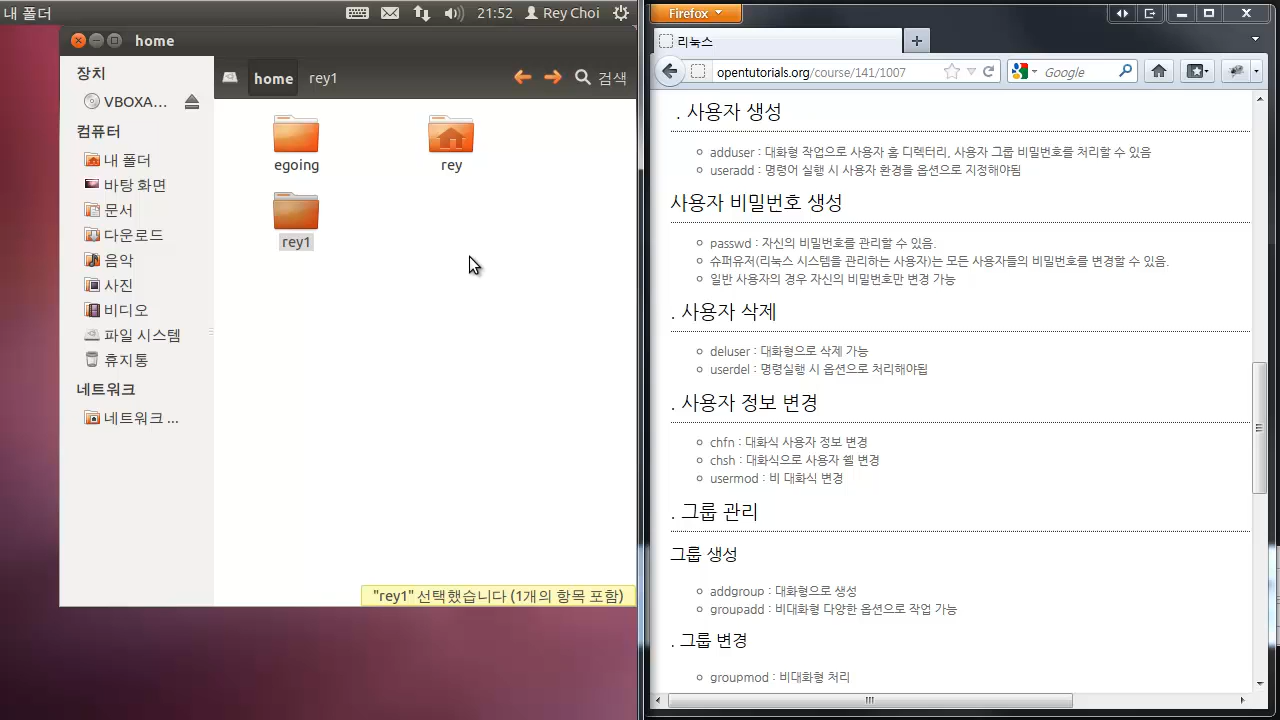 내 폴더
21:52
Rey Choi
home
장치
VBOXA...
컴퓨터
내 폴더
바탕 화면
문서
다운로드
음악
사진
비디오
파일 시스템
휴지통
네트워크
네트워크 ...
home
rey1
검색
egoing
rey
rey1
"rey1" 선택했습니다 (1개의 항목 포함)
Firefox
리눅스
opentutorials.org/course/141/1007
Google
. 사용자 생성
adduser : 대화형 작업으로 사용자 홈 디렉터리, 사용자 그룹 비밀번호를 처리할 수 있음
useradd : 명령어 실행 시 사용자 환경을 옵션으로 지정해야됨
사용자 비밀번호 생성
passwd : 자신의 비밀번호를 관리할 수 있음.
슈퍼유저(리눅스 시스템을 관리하는 사용자)는 모든 사용자들의 비밀번호를 변경할 수 있음.
일반 사용자의 경우 자신의 비밀번호만 변경 가능
. 사용자 삭제
deluser : 대화형으로 삭제 가능
userdel : 명령실행 시 옵션으로 처리해야됩
. 사용자 정보 변경
chfn : 대화식 사용자 정보 변경
chsh : 대화식으로 사용자 쉘 변경
usermod : 비 대화식 변경
. 그룹 관리
그룹 생성
addgroup : 대화형으로 생성
groupadd : 비대화형 다양한 옵션으로 작업 가능
. 그룹 변경
groupmod : 비대화형 처리